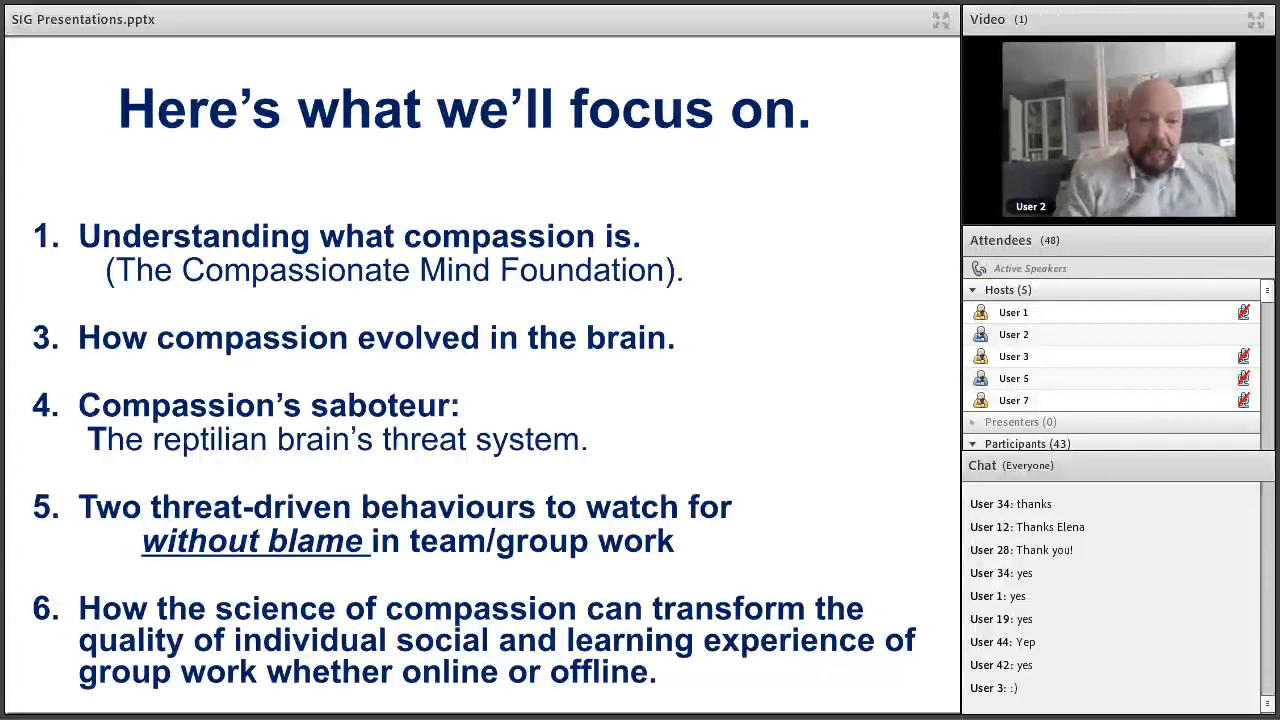 SIG Presentations.pptx
Here’s what we’ll focus on.
1. Understanding what compassion is.
(The Compassionate Mind Foundation).
3. How compassion evolved in the brain.
4. Compassion’s saboteur:
The reptilian brain’s threat system.
5. Two threat-driven behaviours to watch for
without blame in team/group work
6. How the science of compassion can transform the
quality of individual social and learning experience of
group work whether online or offline.
Video (1)
User 2
Attendees (48)
Active Speakers
Hosts (5)
User 1
User 2
User 3
User 5
User 7
Presenters (0)
Participants (43)
Chat (Everyone)
User 34: thanks
User 12: Thanks Elena
User 28: Thank you!
User 34: yes
User 1: yes
User 19: yes
User 44: Yep
User 42: yes
User 3: :)